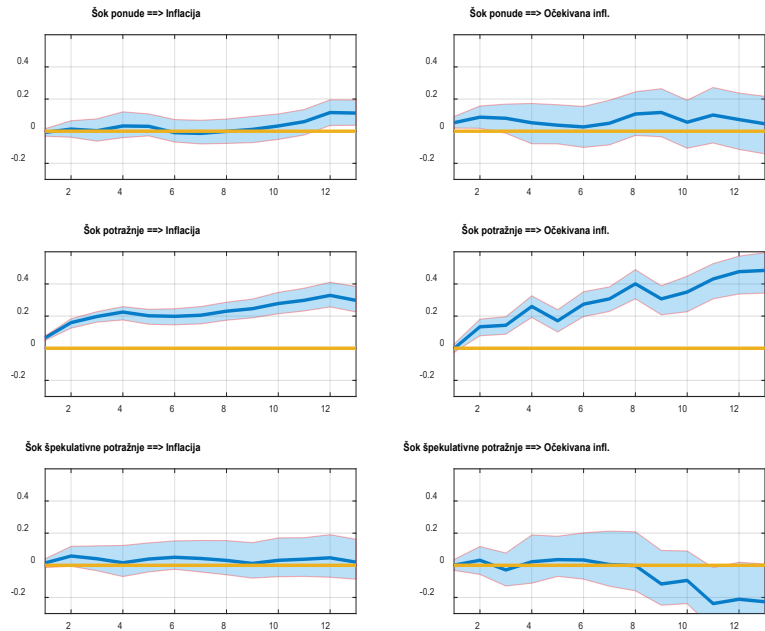 Šok ponude ==> Inflacija
0.4
0.2
0
-0.2
2 4 6 8 10 12
Šok ponude ==> Očekivana infl.
0.4
0.2
0
-0.2
2 4 6 8 10 12
Šok potražnje ==> Inflacija
0.4
0.2
0
-0.2
2 4 6 8 10 12
Šok potražnje ==> Očekivana infl.
0.4
0.2
0
-0.2
2 4 6 8 10 12
Šok špekulativne potražnje ==> Inflacija
0.4
0.2
0
-0.2
2 4 6 8 10 12
Šok špekulativne potražnje ==> Očekivana infl.
0.4
0.2
0
-0.2
2 4 6 8 10 12